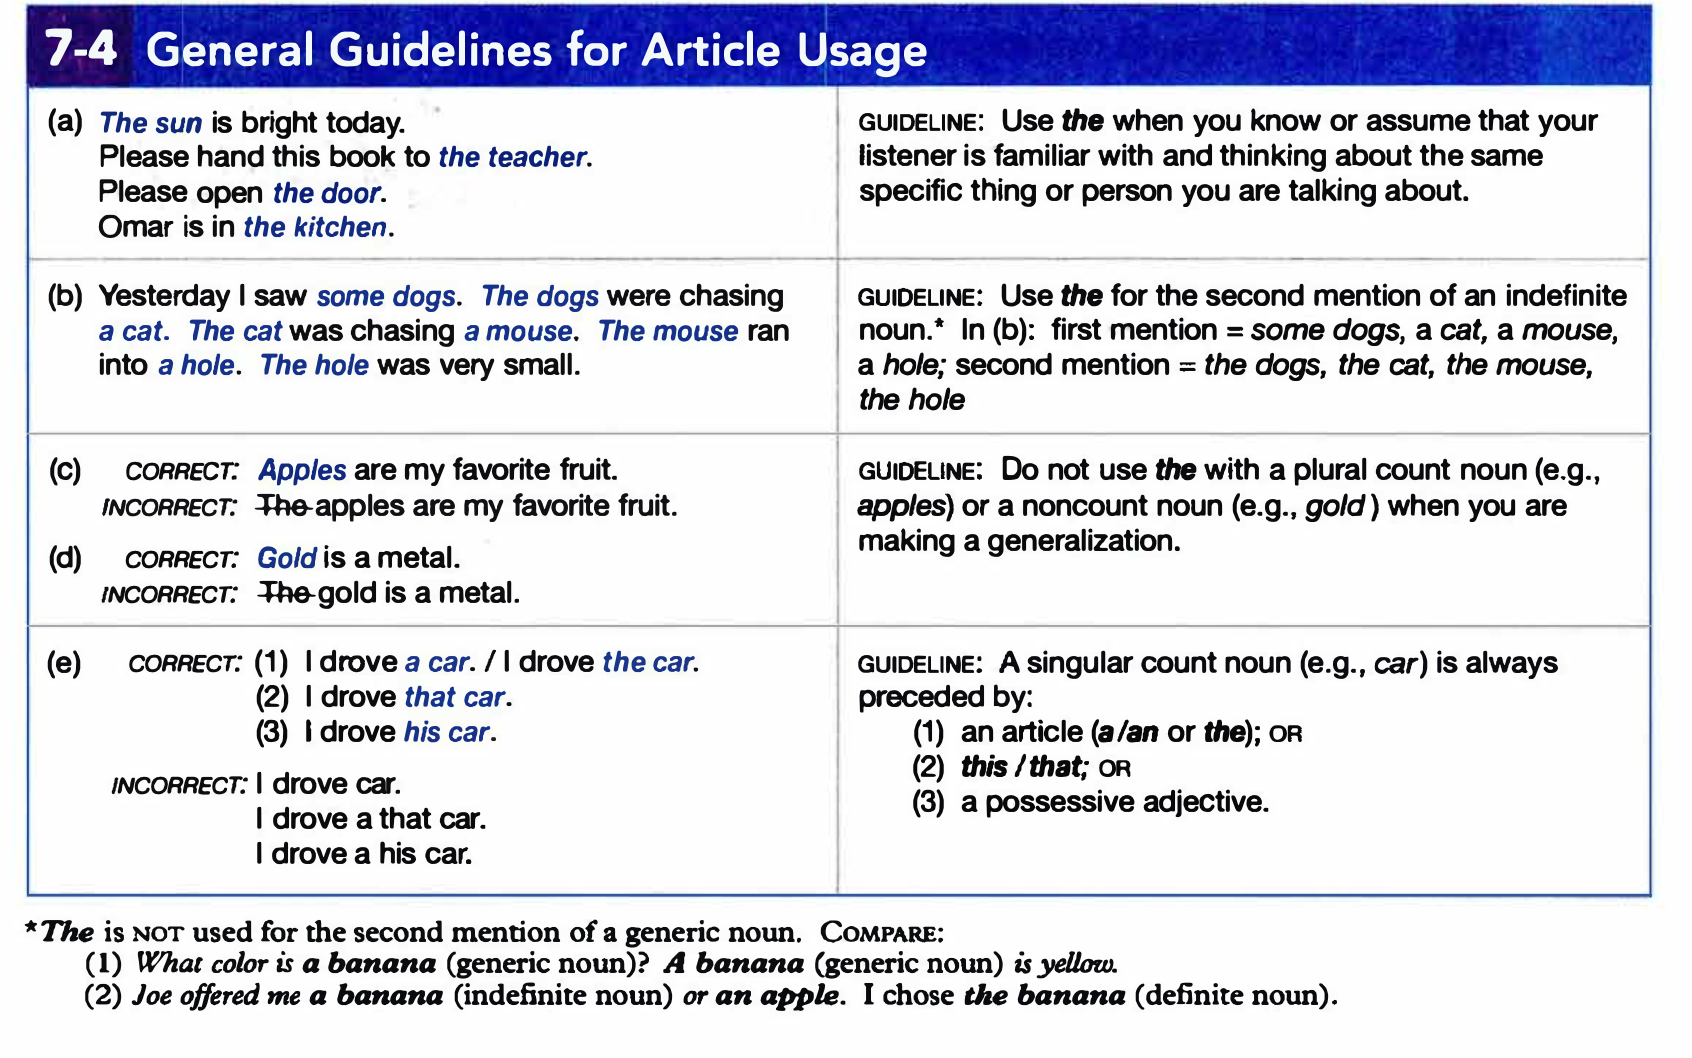 7-4 General Guidelines for Article Usage
(a) The sun is bright today.
Please hand this book to the teacher.
Please open the door.
Omar is in the kitchen.
GUIDELINE: Use the when you know or assume that your
listener is familiar with and thinking about the same
specific thing or person you are talking about.
(b) Yesterday I saw some dogs. The dogs were chasing
a cat. The cat was chasing a mouse. The mouse ran
into a hole. The hole was very small.
GUIDELINE: Use the for the second mention of an indefinite
noun.* In (b): first mention = some dogs, a cat, a mouse,
a hole; second mention = the dogs, the cat, the mouse,
the hole
(c) CORRECT: Apples are my favorite fruit.
INCORRECT: The apples are my favorite fruit.
(d) CORRECT: Gold is a metal.
INCORRECT: The gold is a metal.
GUIDELINE: Do not use the with a plural count noun (e.g.,
apples) or a noncount noun (e.g., gold) when you are
making a generalization.
(e) CORRECT: (1) I drove a car. / I drove the car.
(2) I drove that car.
(3) I drove his car.
INCORRECT: I drove car.
I drove a that car.
I drove a his car.
GUIDELINE: A singular count noun (e.g., car) is always
preceded by:
(1) an article (a/an or the); OR
(2) this / that; OR
(3) a possessive adjective.
*The is NOT used for the second mention of a generic noun. COMPARE:
(1) What color is a banana (generic noun)? A banana (generic noun) is yellow.
(2) Joe offered me a banana (indefinite noun) or an apple. I chose the banana (definite noun).